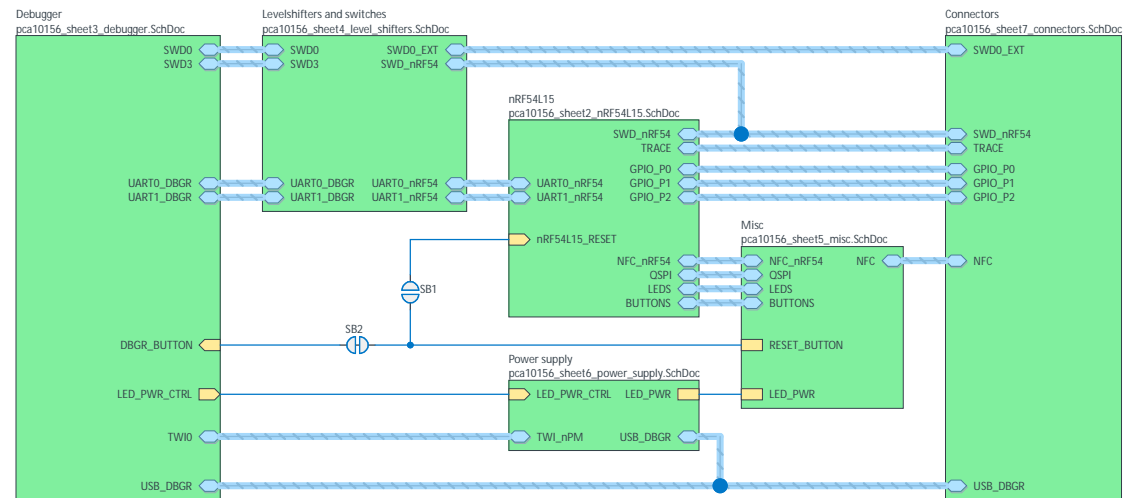 Debugger
pca10156_sheet3_debugger.SchDoc
SWD0
SWD3
UART0_DBGR
UART1_DBGR
DBGR_BUTTON
LED_PWR_CTRL
TWI0
USB_DBGR
Levelshifters and switches
pca10156_sheet4_level_shifters.SchDoc
SWD0 SWD0_EXT
SWD3 SWD_nRF54
UART0_DBGR UART0_nRF54
UART1_DBGR UART1_nRF54
nRF54L15
pca10156_sheet2_nRF54L15.SchDoc
SWD_nRF54
TRACE
GPIO_P0
UART0_nRF54 GPIO_P1
UART1_nRF54 GPIO_P2
nRF54L15_RESET
NFC_nRF54
QSPI
LEDS
BUTTONS
SB1
SB2
Misc
pca10156_sheet5_misc.SchDoc
NFC_nRF54 NFC
QSPI
LEDS
BUTTONS
RESET_BUTTON
LED_PWR
Power supply
pca10156_sheet6_power_supply.SchDoc
LED_PWR_CTRL LED_PWR
TWI_nPM USB_DBGR
Connectors
pca10156_sheet7_connectors.SchDoc
SWD0_EXT
SWD_nRF54
TRACE
GPIO_P0
GPIO_P1
GPIO_P2
NFC
USB_DBGR